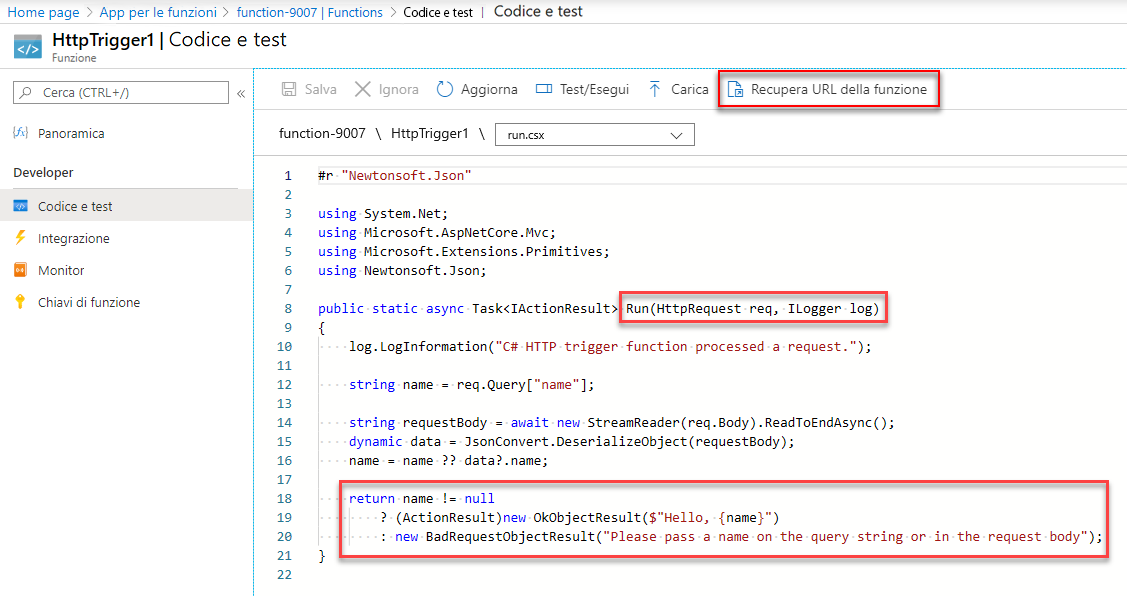 Home page > App per le funzioni > function-9007 | Functions > Codice e test | Codice e test
HttpTrigger1 | Codice e test
Funzione
Cerca (CTRL+/) «
Salva Ignora Aggiorna Test/Esegui Carica Recupera URL della funzione
Panoramica
Developer
Codice e test
Integrazione
Monitor
Chiavi di funzione
function-9007 \ HttpTrigger1 \ run.csx
1 #r "Newtonsoft.Json"
2
3 using System.Net;
4 using Microsoft.AspNetCore.Mvc;
5 using Microsoft.Extensions.Primitives;
6 using Newtonsoft.Json;
7
8 public static async Task<IActionResult> Run(HttpRequest req, ILogger log)
9 {
10 log.LogInformation("C# HTTP trigger function processed a request.");
11
12 string name = req.Query["name"];
13
14 string requestBody = await new StreamReader(req.Body).ReadToEndAsync();
15 dynamic data = JsonConvert.DeserializeObject(requestBody);
16 name = name ?? data?.name;
17
18 return name != null
19 ? (ActionResult)new OkObjectResult($"Hello, {name}")
20 : new BadRequestObjectResult("Please pass a name on the query string or in the request body");
21 }
22